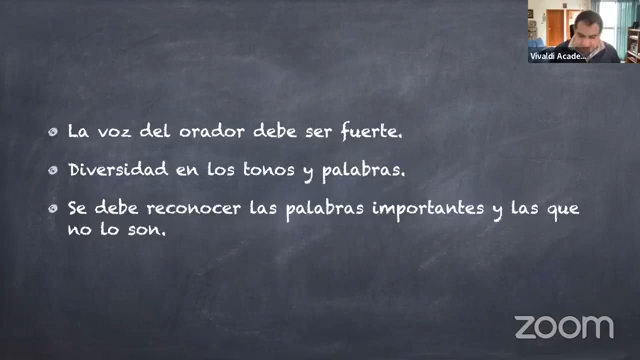 Vivaldi Acade...
La voz del orador debe ser fuerte.
Diversidad en los tonos y palabras.
Se debe reconocer las palabras importantes y las que
no lo son.
zoom